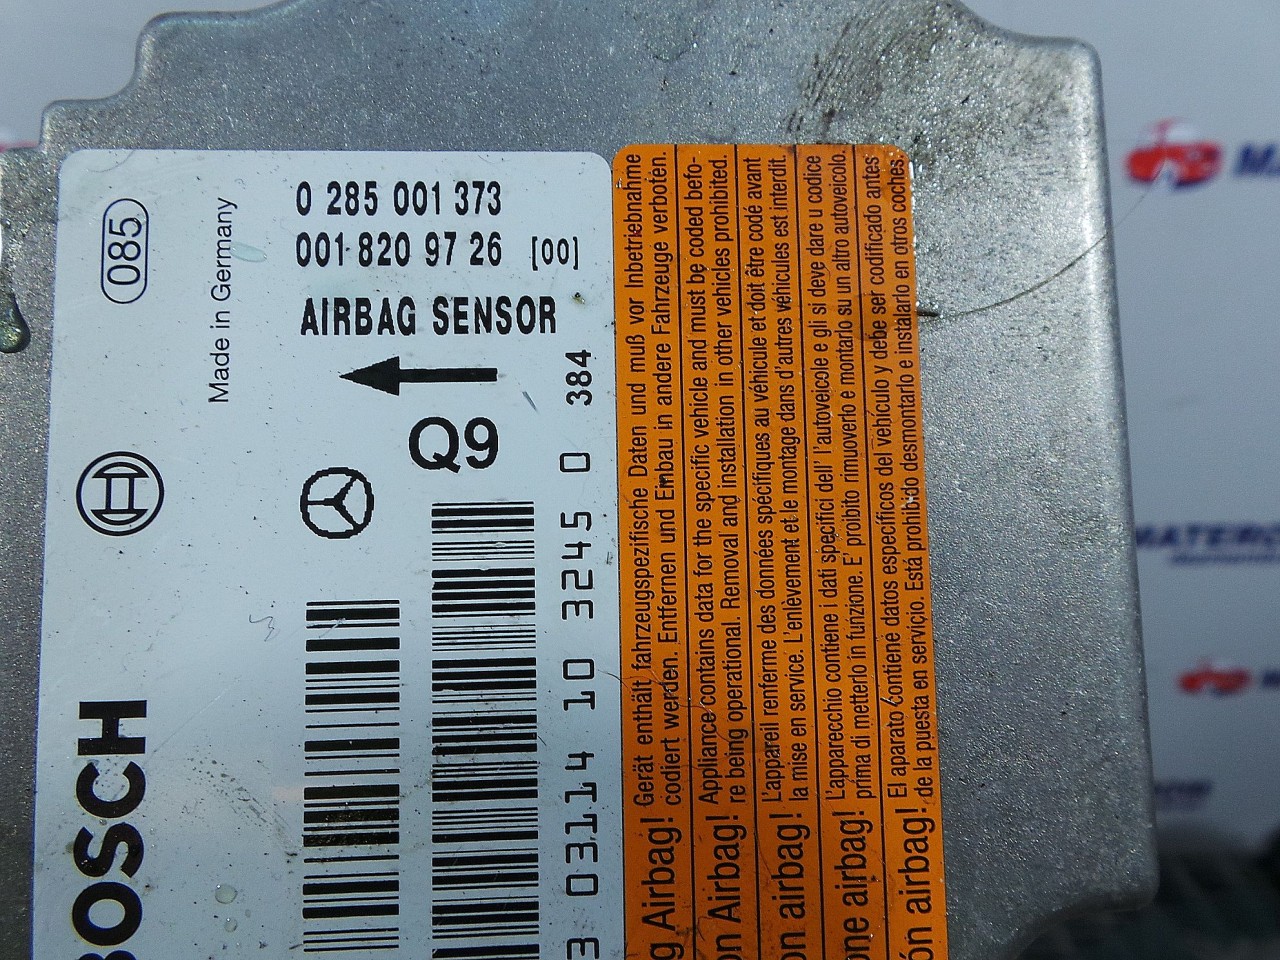 0 285 001 373
001 820 97 26 [00]
AIRBAG SENSOR
Q9
085
Made in Germany
BOSCH
03114 10 3245 0 384
Airbag! Gerät enthält fahrzeugspezifische Daten und muß vor Inbetriebnahme
codiert werden. Entfernen und Einbau in andere Fahrzeuge verboten.
Airbag! Appliance contains data for the specific vehicle and must be coded befo-
re being operational. Removal and installation in other vehicles prohibited.
airbag! L'appareil renferme des données spécifiques au véhicule et doit être codé avant
la mise en service. L'enlèvement et le montage dans d'autres véhicules est interdit.
airbag! L'apparecchio contiene i dati specifici dell' l'autoveicole e gli si deve dare u codice
prima di metterlo in funzione. E' proibito rimuoverlo e montarlo su un altro autoveicolo.
airbag! El aparato contiene datos específicos del vehículo y debe ser codificado antes
de la puesta en servicio. Está prohibido desmontarlo e instalarlo en otros coches.
MATERO